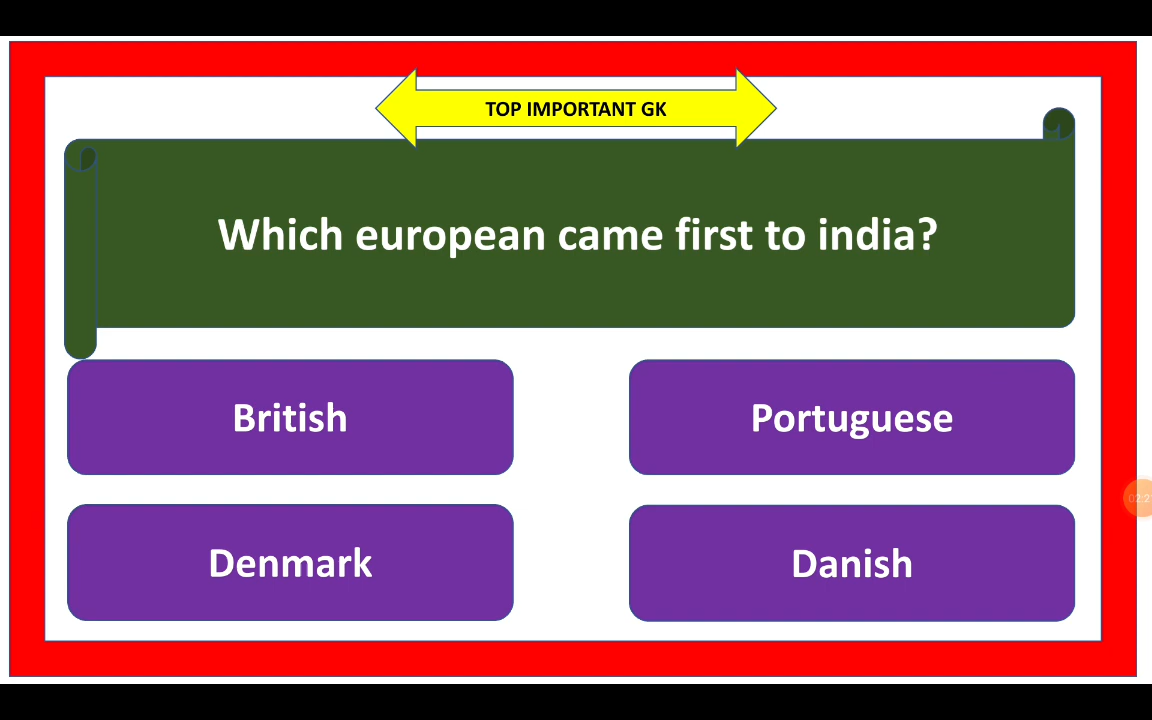 TOP IMPORTANT GK
Which european came first to india?
British
Portuguese
Denmark
Danish